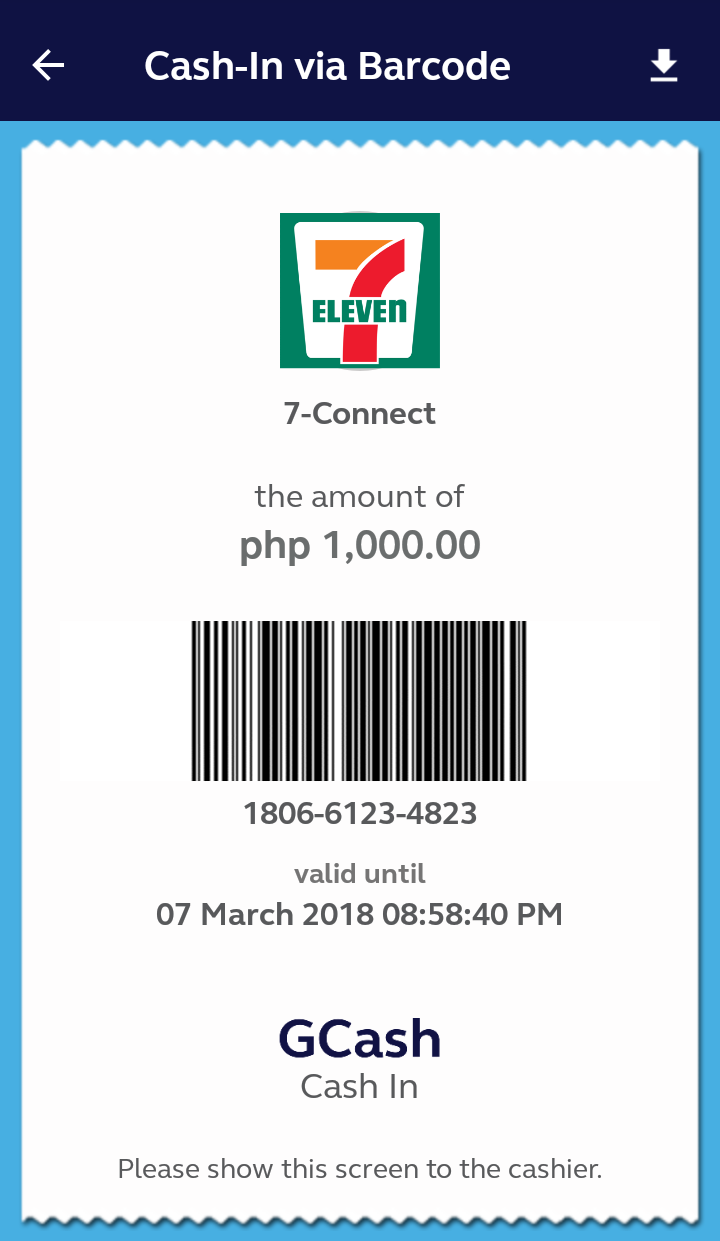 Cash-In via Barcode
7
ELEVEn
7-Connect
the amount of
php 1,000.00
1806-6123-4823
valid until
07 March 2018 08:58:40 PM
GCash
Cash In
Please show this screen to the cashier.